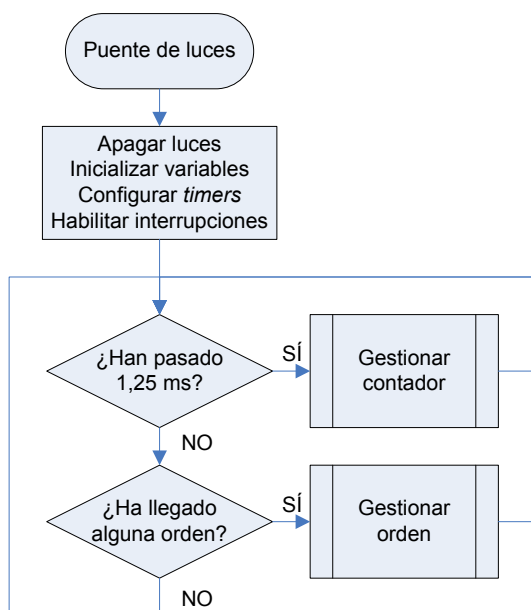 Puente de luces
Apagar luces
Inicializar variables
Configurar timers
Habilitar interrupciones
¿Han pasado
1,25 ms?
SÍ
Gestionar
contador
NO
¿Ha llegado
alguna orden?
SÍ
Gestionar
orden
NO